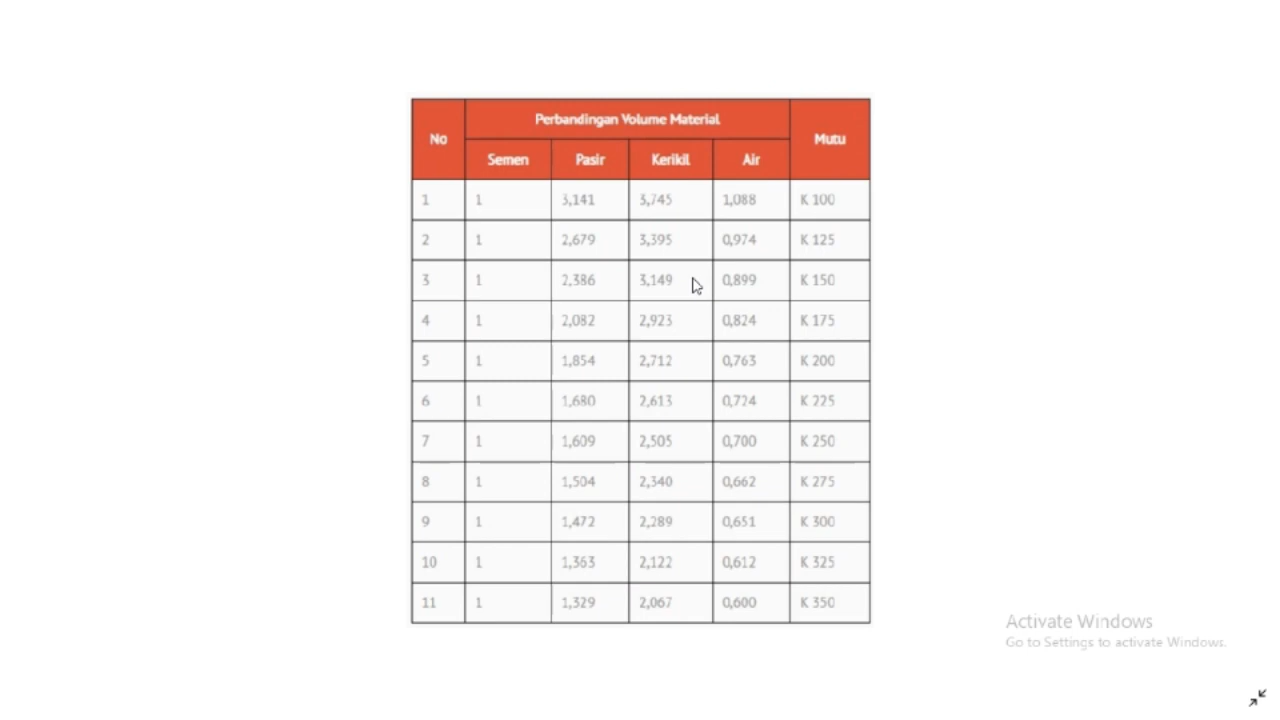 No Perbandingan Volume Material Mutu
Semen Pasir Kerikil Air
1 1 3,141 3,745 1,088 K 100
2 1 2,679 3,395 0,974 K 125
3 1 2,386 3,149 0,899 K 150
4 1 2,082 2,923 0,824 K 175
5 1 1,854 2,712 0,763 K 200
6 1 1,680 2,613 0,724 K 225
7 1 1,609 2,505 0,700 K 250
8 1 1,504 2,340 0,662 K 275
9 1 1,472 2,289 0,651 K 300
10 1 1,363 2,122 0,612 K 325
11 1 1,329 2,067 0,600 K 350
Activate Windows
Go to Settings to activate Windows.